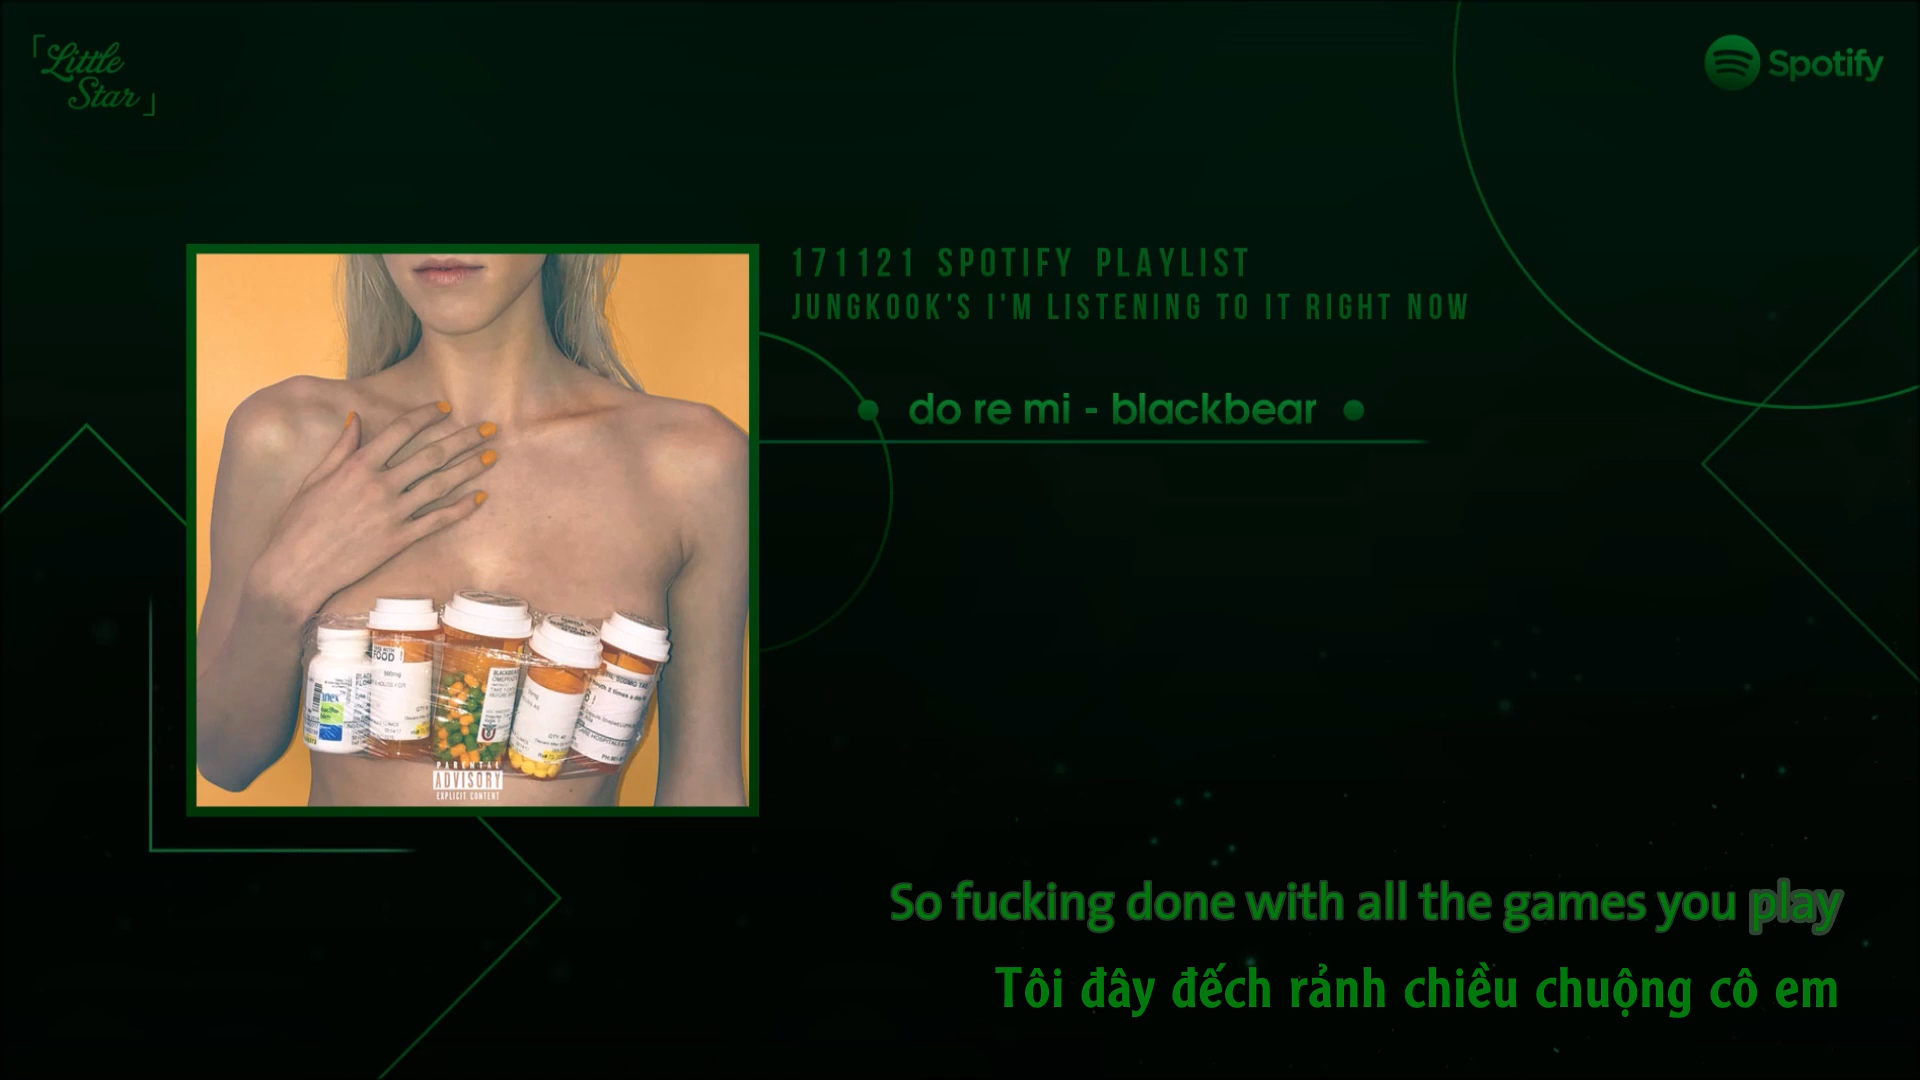 「Little
Star」
Spotify
171121 SPOTIFY PLAYLIST
JUNGKOOK'S I'M LISTENING TO IT RIGHT NOW
do re mi - blackbear
FOOD
PARENTAL
ADVISORY
EXPLICIT CONTENT
So fucking done with all the games you play
Tôi đây đếch rảnh chiều chuộng cô em